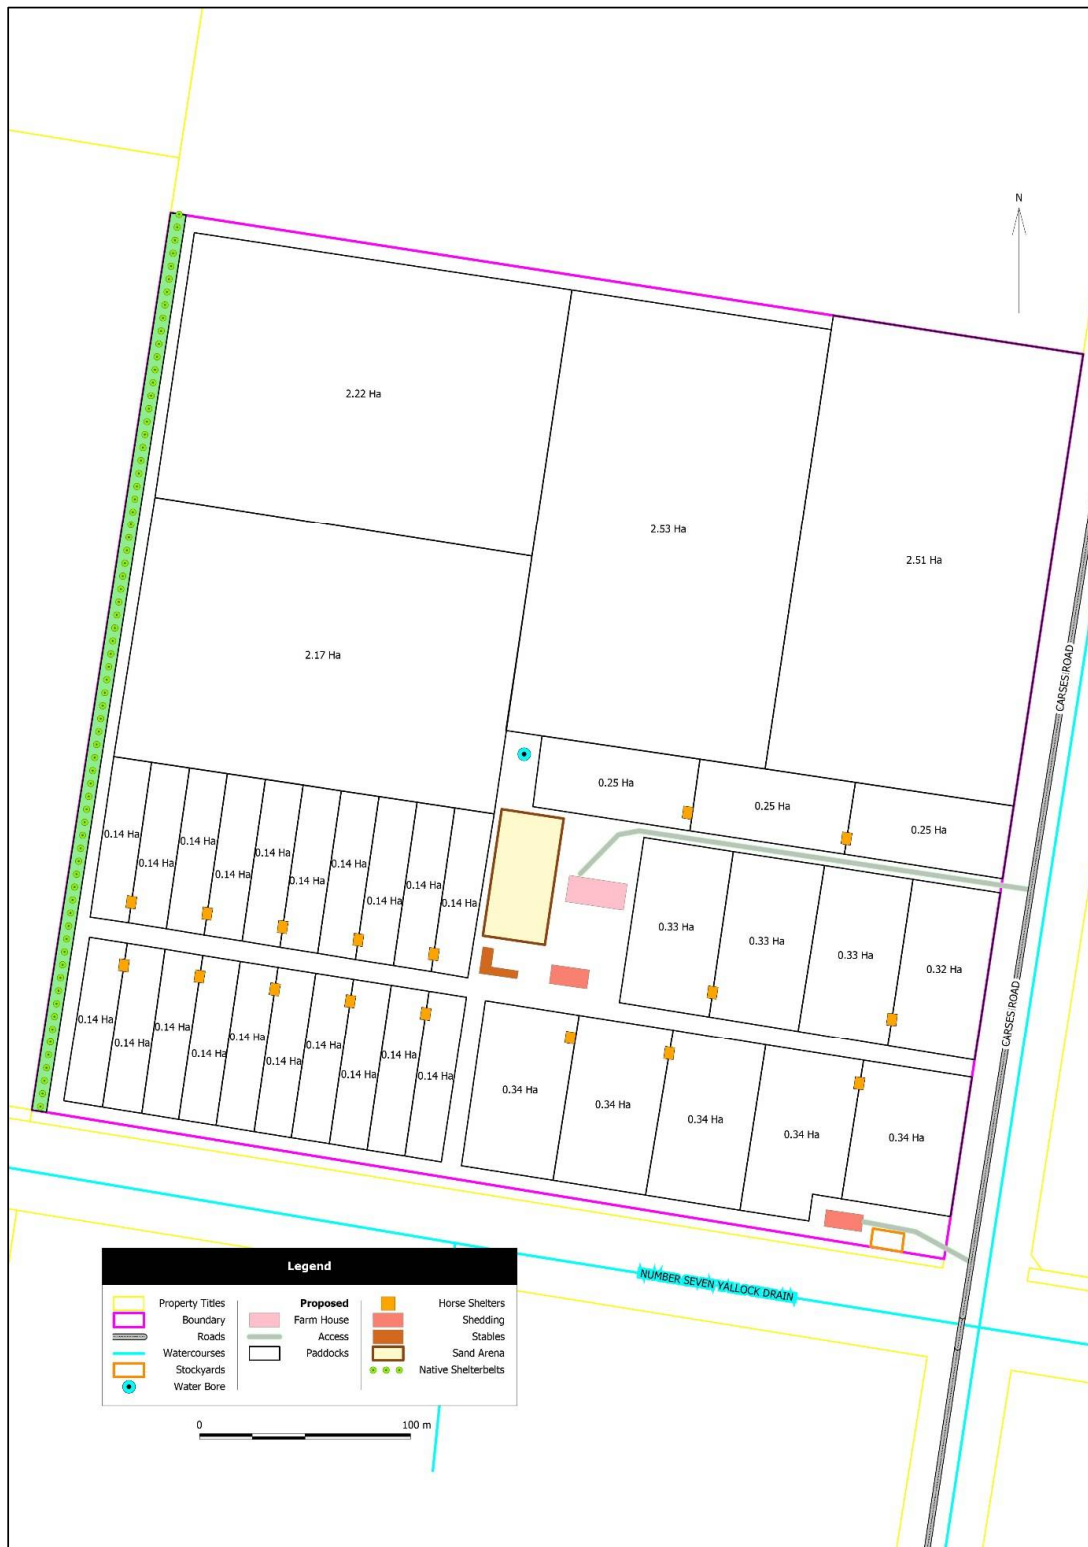 N
2.22 Ha
2.53 Ha
2.51 Ha
CARSES ROAD
2.17 Ha
0.25 Ha
0.25 Ha
0.25 Ha
0.14 Ha
0.14 Ha
0.14 Ha
0.14 Ha
0.14 Ha
0.14 Ha
0.14 Ha
0.14 Ha
0.14 Ha
0.14 Ha
0.33 Ha
0.33 Ha
0.33 Ha
0.32 Ha
CARSES ROAD
0.14 Ha
0.14 Ha
0.14 Ha
0.14 Ha
0.14 Ha
0.14 Ha
0.14 Ha
0.14 Ha
0.14 Ha
0.14 Ha
0.34 Ha
0.34 Ha
0.34 Ha
0.34 Ha
0.34 Ha
NUMBER SEVEN YALLOCK DRAIN
Legend
Property Titles
Boundary
Roads
Watercourses
Stockyards
Water Bore
Proposed
Farm House
Access
Paddocks
Horse Shelters
Shedding
Stables
Sand Arena
Native Shelterbelts
0 100 m